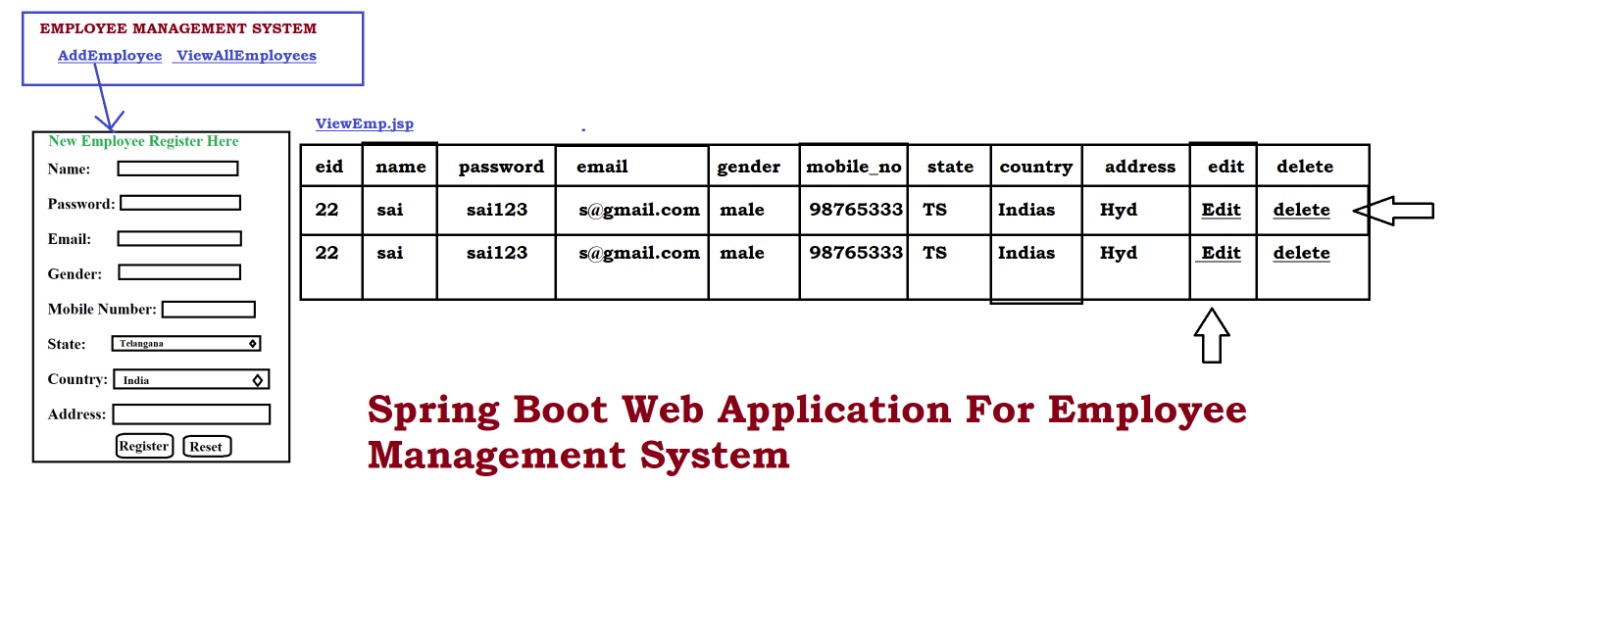 EMPLOYEE MANAGEMENT SYSTEM
AddEmployee ViewAllEmployees
New Employee Register Here
Name:
Password:
Email:
Gender:
Mobile Number:
State: Telangana
Country: India
Address:
Register Reset
ViewEmp.jsp
eid name password email gender mobile_no state country address edit delete
22 sai sai123 s@gmail.com male 98765333 TS Indias Hyd Edit delete
22 sai sai123 s@gmail.com male 98765333 TS Indias Hyd Edit delete
Spring Boot Web Application For Employee
Management System